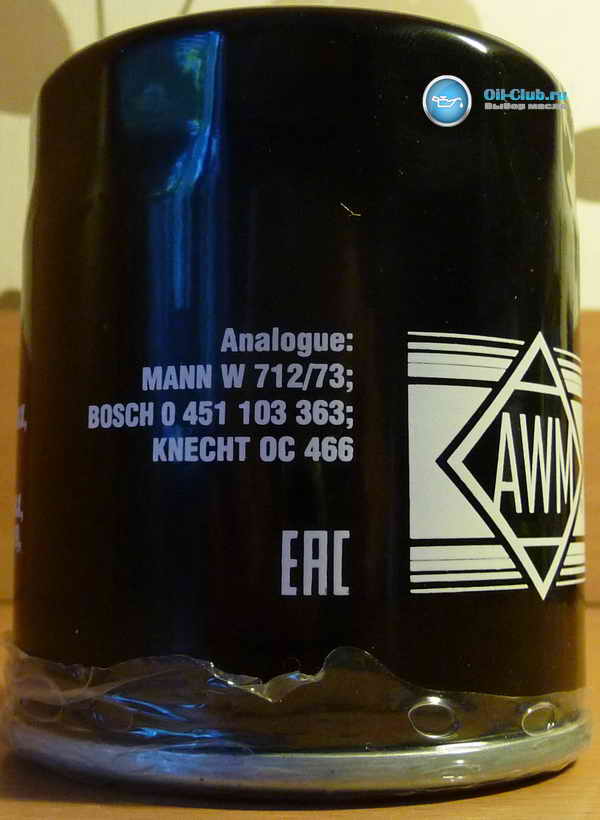 Oil-Club.ru
Выбор масла
Analogue:
MANN W 712/73;
BOSCH 0 451 103 363;
KNECHT OC 466
EAC
AWM